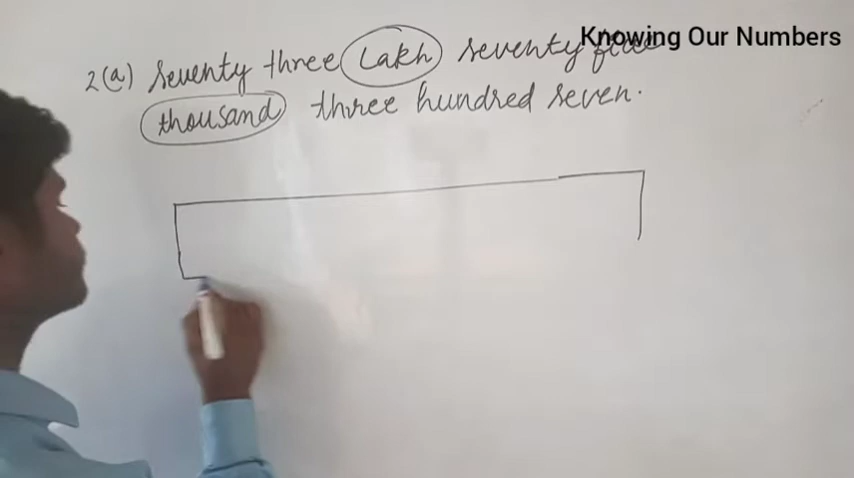 Knowing Our Numbers
2(a) Seventy three Lakh seventy five
thousand three hundred seven.